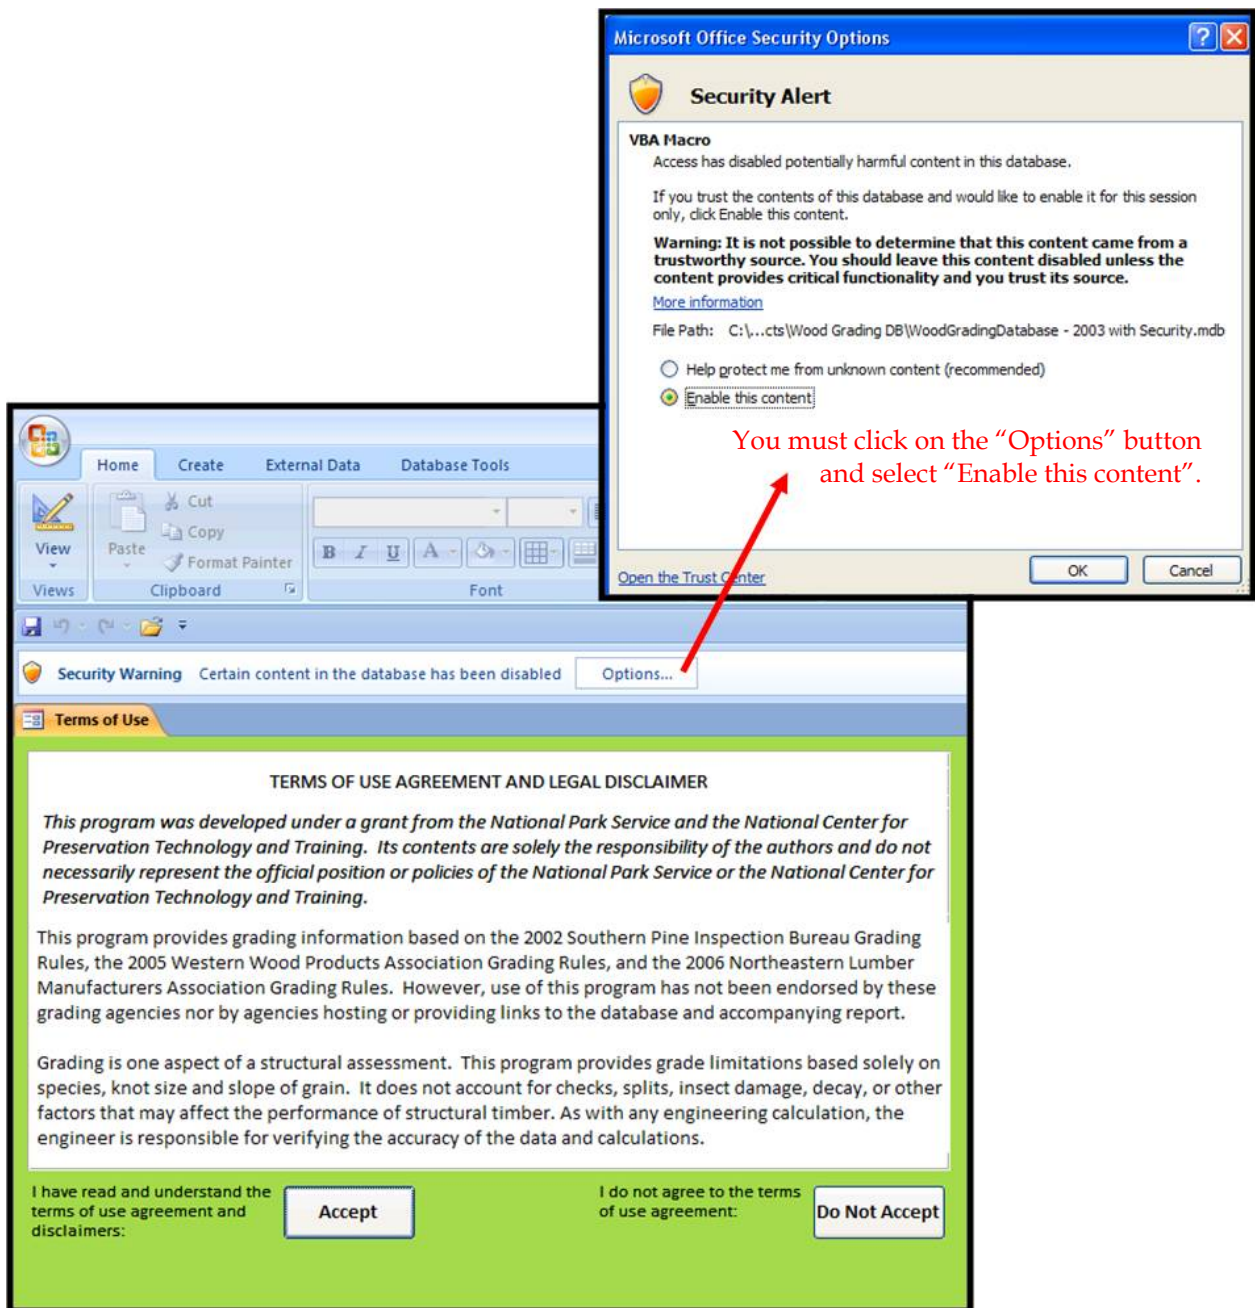 Microsoft Office Security Options
Security Alert
VBA Macro
Access has disabled potentially harmful content in this database.
If you trust the contents of this database and would like to enable it for this session
only, click Enable this content.
Warning: It is not possible to determine that this content came from a
trustworthy source. You should leave this content disabled unless the
content provides critical functionality and you trust its source.
More information
File Path: C:\...cts\Wood Grading DB\WoodGradingDatabase - 2003 with Security.mdb
Help protect me from unknown content (recommended)
Enable this content
You must click on the “Options” button
and select “Enable this content”.
Open the Trust Center
OK
Cancel
Home
Create
External Data
Database Tools
View
Paste
Cut
Copy
Format Painter
B I U A
Views
Clipboard
Font
Security Warning Certain content in the database has been disabled Options...
Terms of Use
TERMS OF USE AGREEMENT AND LEGAL DISCLAIMER
This program was developed under a grant from the National Park Service and the National Center for
Preservation Technology and Training. Its contents are solely the responsibility of the authors and do not
necessarily represent the official position or policies of the National Park Service or the National Center for
Preservation Technology and Training.
This program provides grading information based on the 2002 Southern Pine Inspection Bureau Grading
Rules, the 2005 Western Wood Products Association Grading Rules, and the 2006 Northeastern Lumber
Manufacturers Association Grading Rules. However, use of this program has not been endorsed by these
grading agencies nor by agencies hosting or providing links to the database and accompanying report.
Grading is one aspect of a structural assessment. This program provides grade limitations based solely on
species, knot size and slope of grain. It does not account for checks, splits, insect damage, decay, or other
factors that may affect the performance of structural timber. As with any engineering calculation, the
engineer is responsible for verifying the accuracy of the data and calculations.
I have read and understand the
terms of use agreement and
disclaimers:
Accept
I do not agree to the terms
of use agreement:
Do Not Accept